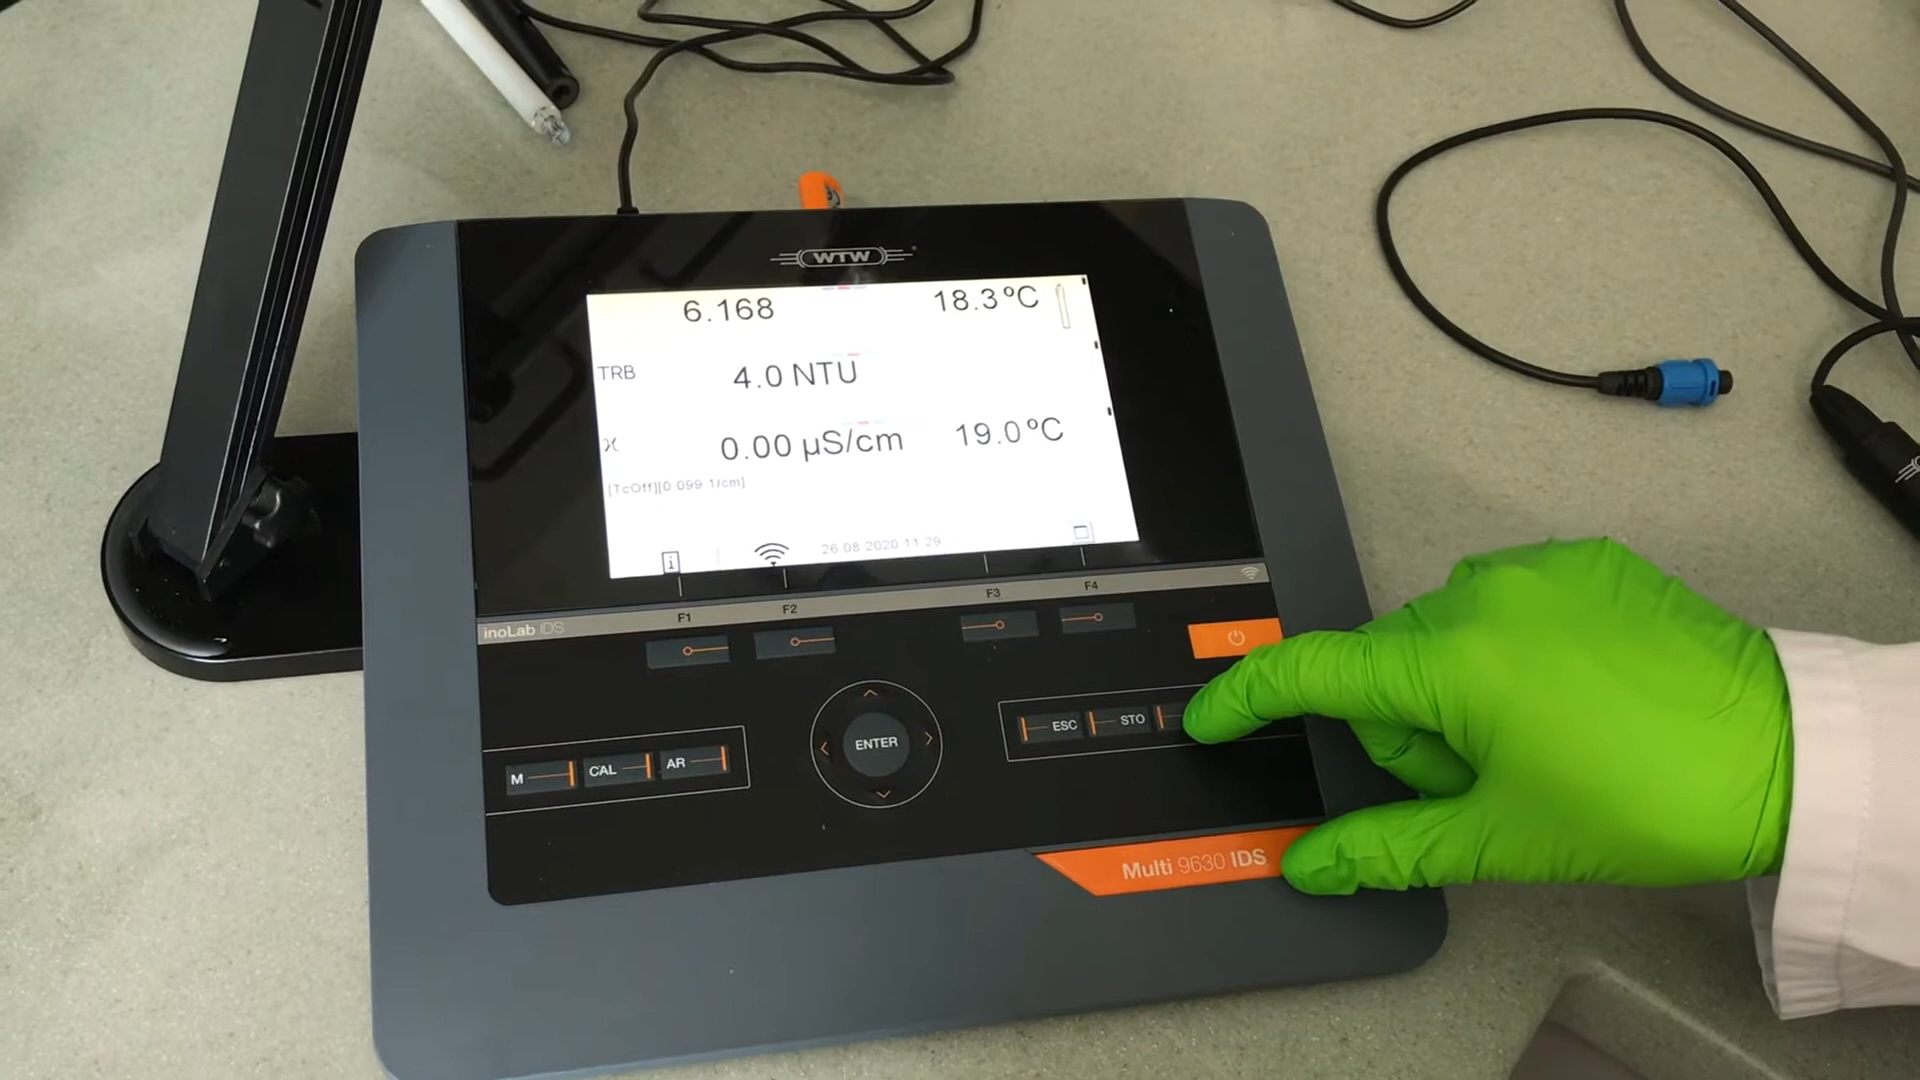 WTW
6.168 18.3°C
TRB 4.0 NTU
ϰ 0.00 µS/cm 19.0°C
[TcOff][0.099 1/cm]
i 26.08.2020 11:29
F1 F2 F3 F4
inoLab IDS
ESC STO
ENTER
M CAL AR
Multi 9630 IDS